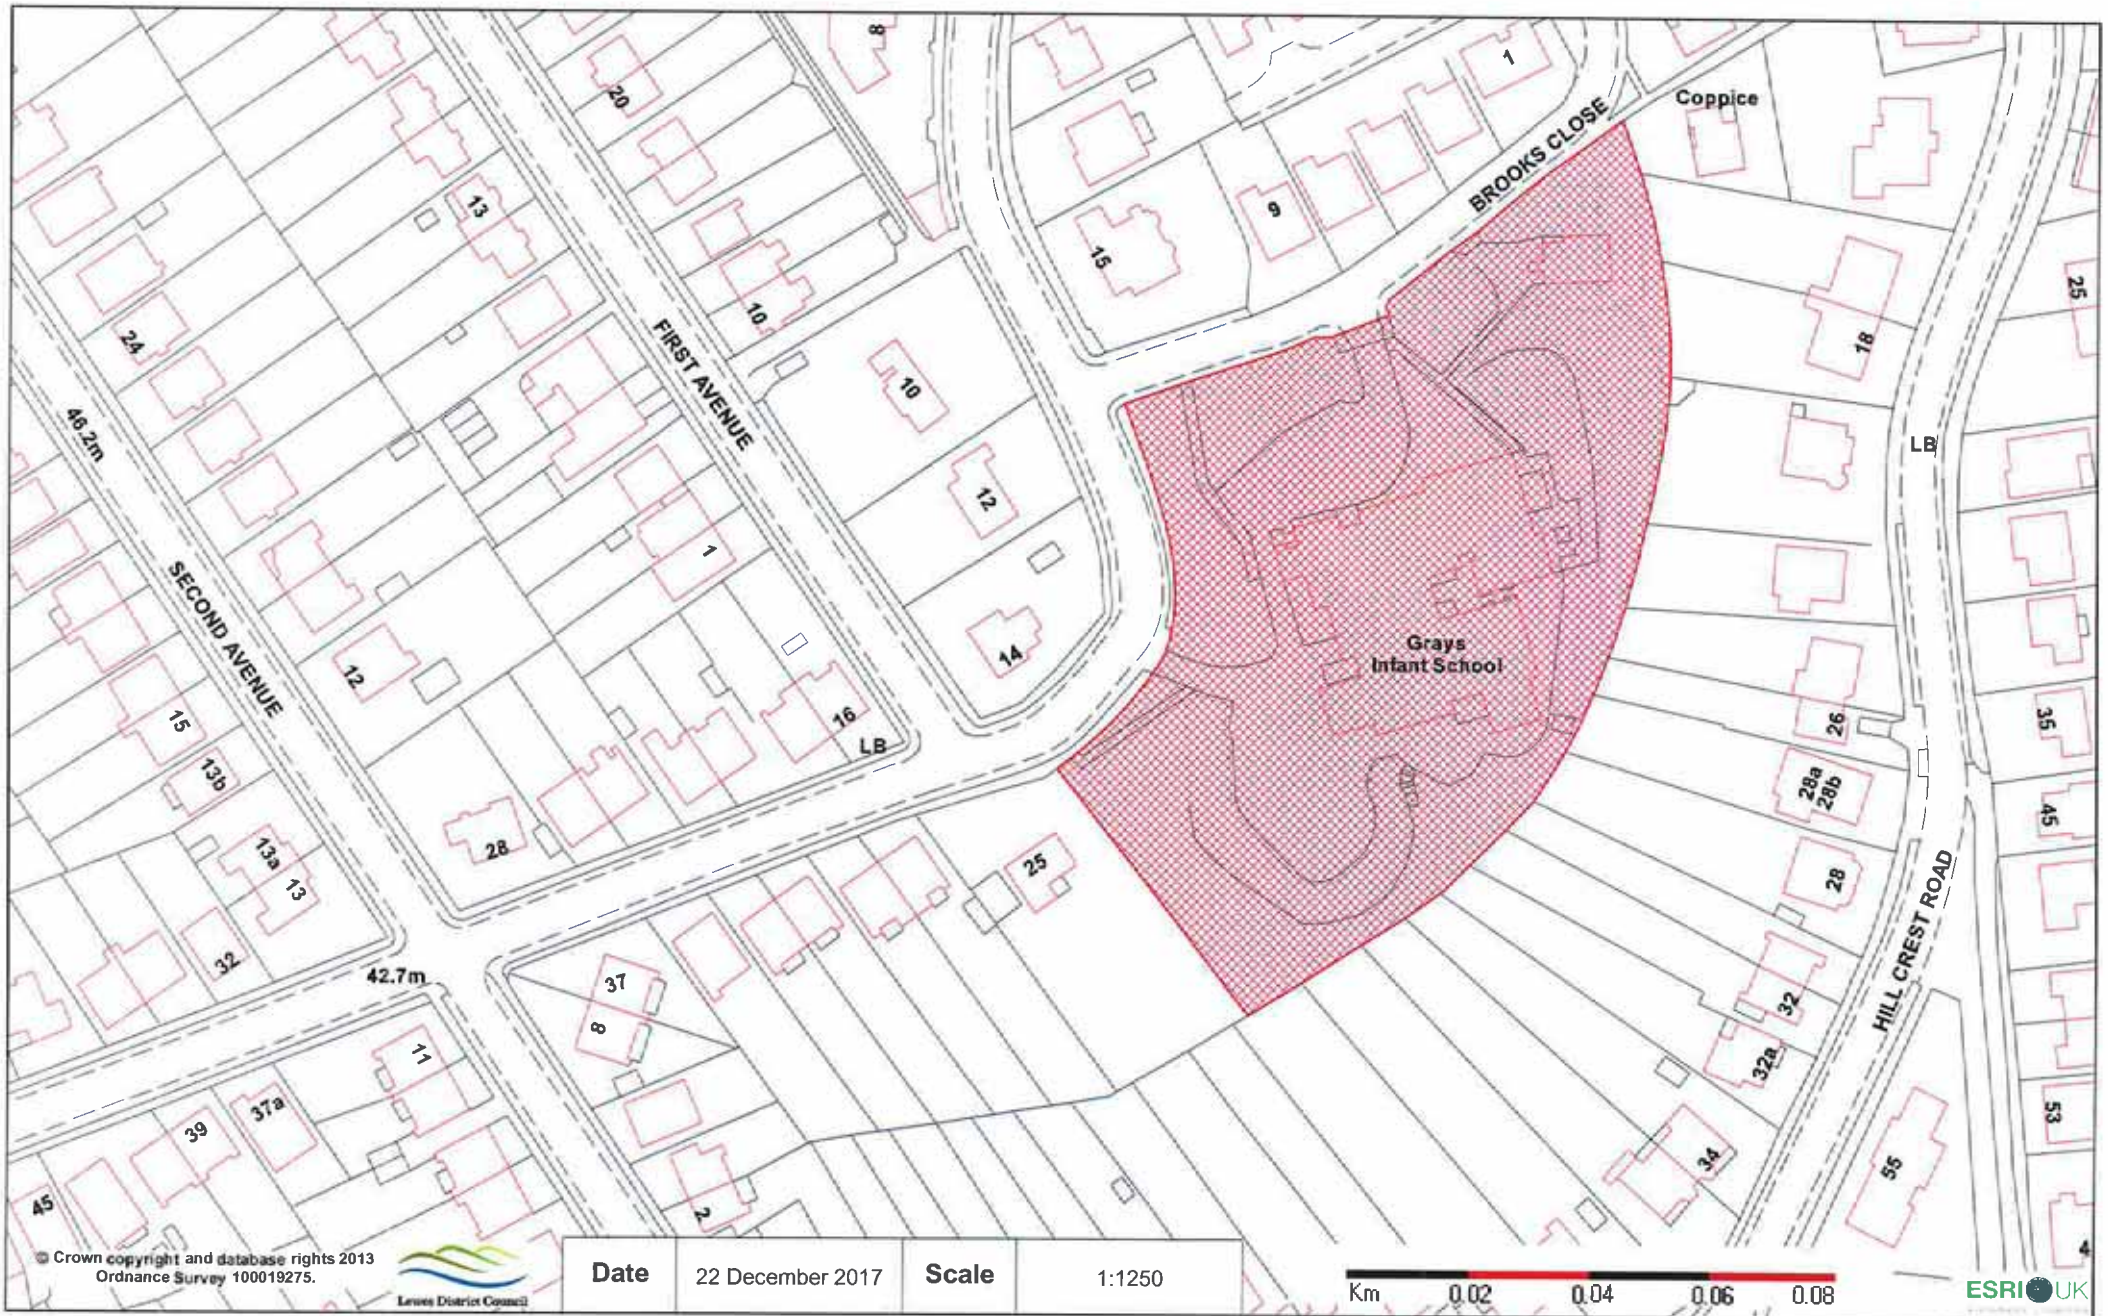 8
20
1
Coppice
BROOKS CLOSE
13
9
15
10
FIRST AVENUE
24
18
25
10
46.2m
12
LB
1
SECOND AVENUE
14
Grays
Infant School
12
16
LB
15
26
35
13b
28a
28b
45
28
25
28
13a
13
HILL CREST ROAD
32
42.7m
37
8
32
11
32a
37a
39
53
34
55
45
2
4
© Crown copyright and database rights 2013
Ordnance Survey 100019275.
Lewes District Council
Date
22 December 2017
Scale
1:1250
Km 0.02 0.04 0.06 0.08
ESRI UK